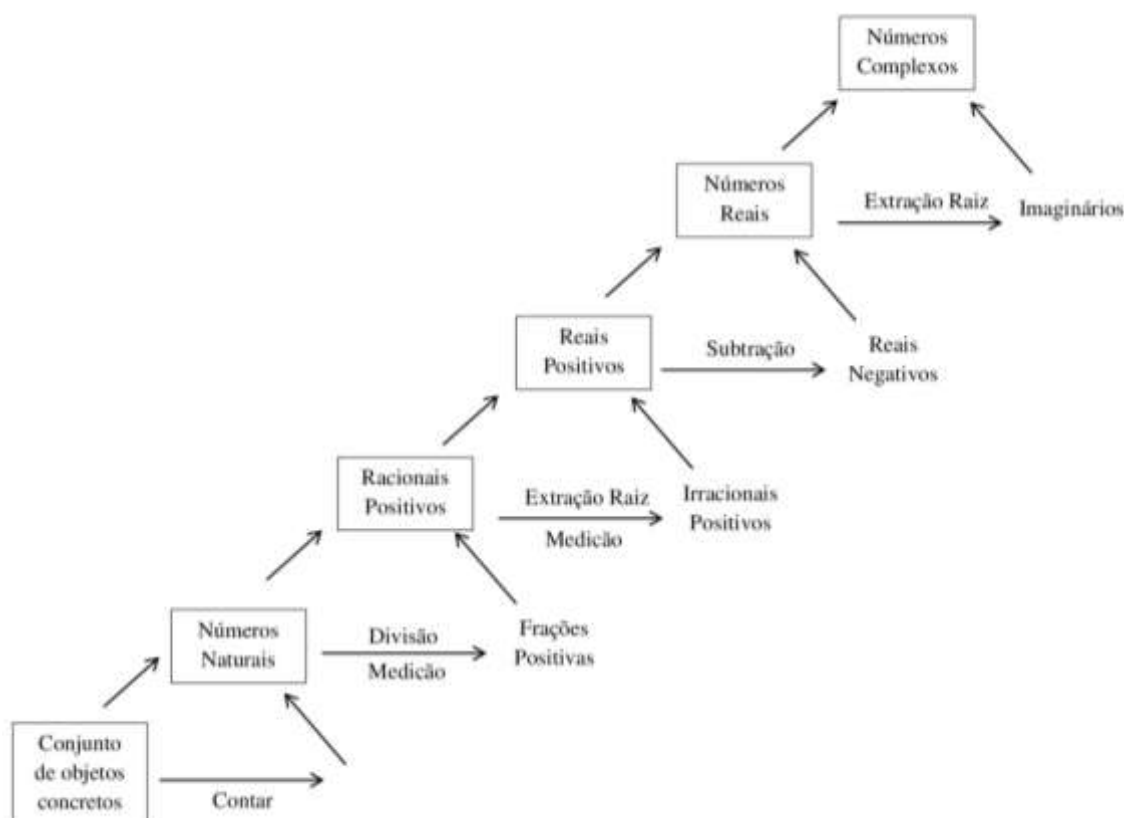 Números
Complexos
Números
Reais
Extração Raiz
Imaginários
Reais
Positivos
Subtração
Reais
Negativos
Racionais
Positivos
Extração Raiz
Medicão
Irracionais
Positivos
Números
Naturais
Divisão
Medicão
Frações
Positivas
Conjunto
de objetos
concretos
Contar